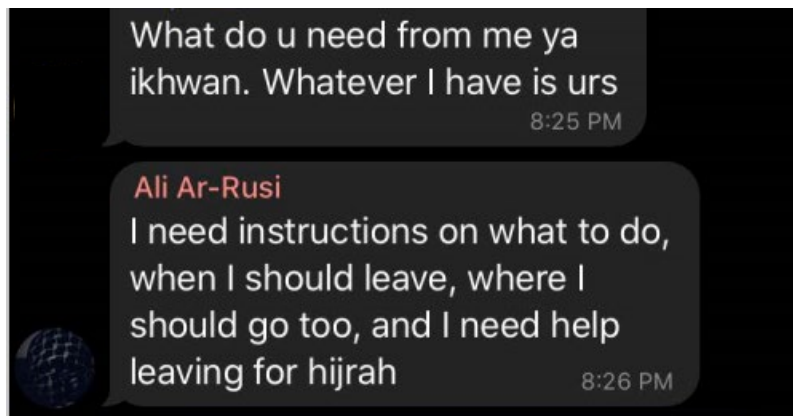 What do u need from me ya
ikhwan. Whatever I have is urs
8:25 PM
Ali Ar-Rusi
I need instructions on what to do,
when I should leave, where I
should go too, and I need help
leaving for hijrah
8:26 PM